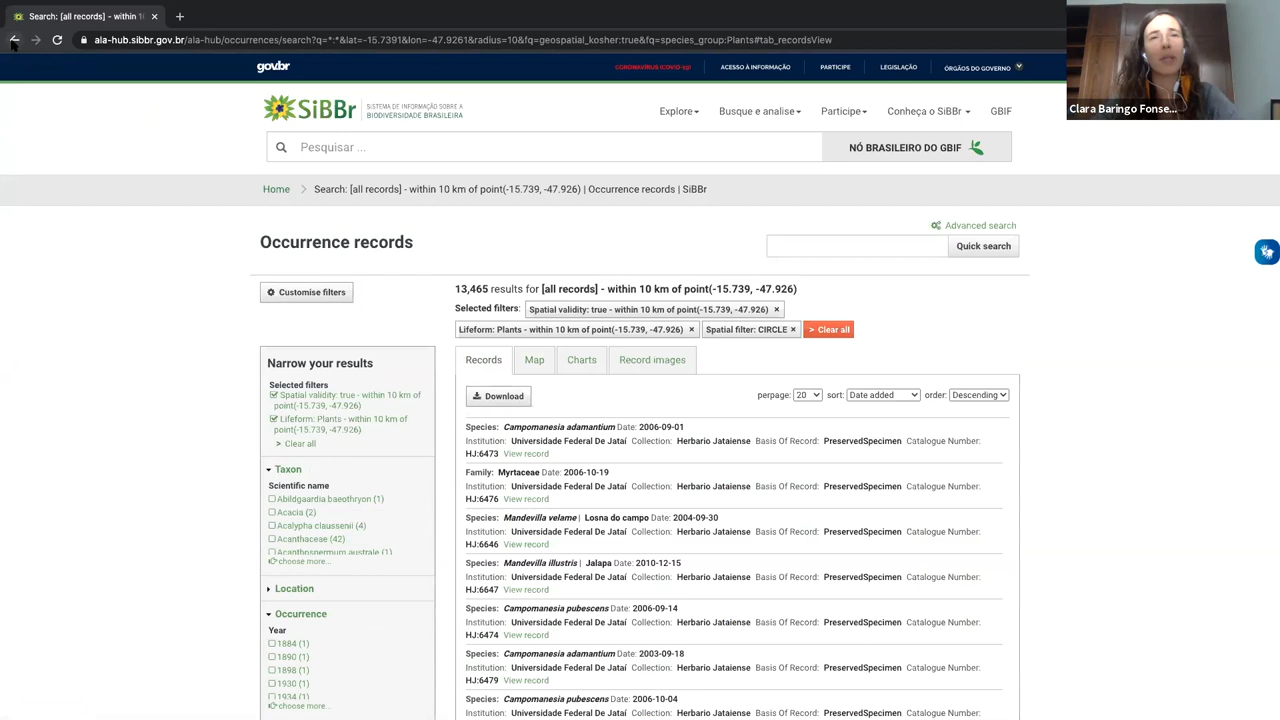 Search: [all records] - within 1
ala-hub.sibbr.gov.br/ala-hub/occurrences/search?q=*:*&lat=-15.7391&lon=-47.9261&radius=10&fq=geospatial_kosher:true&fq=species_group:Plants#tab_recordsView
Clara Baringo Fonse...
govbr
CORONAVÍRUS (COVID-19)
ACESSO À INFORMAÇÃO
PARTICIPE
LEGISLAÇÃO
ÓRGÃOS DO GOVERNO
SiBBr
SISTEMA DE INFORMAÇÃO SOBRE A
BIODIVERSIDADE BRASILEIRA
Explore
Busque e analise
Participe
Conheça o SiBBr
GBIF
Pesquisar ...
NÓ BRASILEIRO DO GBIF
Home
Search: [all records] - within 10 km of point(-15.739, -47.926) | Occurrence records | SiBBr
Advanced search
Occurrence records
Quick search
Customise filters
13,465 results for [all records] - within 10 km of point(-15.739, -47.926)
Selected filters: Spatial validity: true - within 10 km of point(-15.739, -47.926) ×
Lifeform: Plants - within 10 km of point(-15.739, -47.926) × Spatial filter: CIRCLE × > Clear all
Narrow your results
Selected filters
Spatial validity: true - within 10 km of
point(-15.739, -47.926)
Lifeform: Plants - within 10 km of
point(-15.739, -47.926)
> Clear all
Taxon
Scientific name
Abildgaardia baeothryon (1)
Acacia (2)
Acalypha claussenii (4)
Acanthaceae (42)
Acanthospermum australe (1)
choose more...
Location
Occurrence
Year
1884 (1)
1890 (1)
1898 (1)
1930 (1)
1934 (1)
choose more...
Records
Map
Charts
Record images
Download
perpage: 20 sort: Date added order: Descending
Species: Campomanesia adamantium Date: 2006-09-01
Institution: Universidade Federal De Jataí Collection: Herbario Jataiense Basis Of Record: PreservedSpecimen Catalogue Number:
HJ:6473 View record
Family: Myrtaceae Date: 2006-10-19
Institution: Universidade Federal De Jataí Collection: Herbario Jataiense Basis Of Record: PreservedSpecimen Catalogue Number:
HJ:6476 View record
Species: Mandevilla velame | Losna do campo Date: 2004-09-30
Institution: Universidade Federal De Jataí Collection: Herbario Jataiense Basis Of Record: PreservedSpecimen Catalogue Number:
HJ:6646 View record
Species: Mandevilla illustris | Jalapa Date: 2010-12-15
Institution: Universidade Federal De Jataí Collection: Herbario Jataiense Basis Of Record: PreservedSpecimen Catalogue Number:
HJ:6647 View record
Species: Campomanesia pubescens Date: 2006-09-14
Institution: Universidade Federal De Jataí Collection: Herbario Jataiense Basis Of Record: PreservedSpecimen Catalogue Number:
HJ:6474 View record
Species: Campomanesia adamantium Date: 2003-09-18
Institution: Universidade Federal De Jataí Collection: Herbario Jataiense Basis Of Record: PreservedSpecimen Catalogue Number:
HJ:6479 View record
Species: Campomanesia pubescens Date: 2006-10-04
Institution: Universidade Federal De Jataí Collection: Herbario Jataiense Basis Of Record: PreservedSpecimen Catalogue Number: